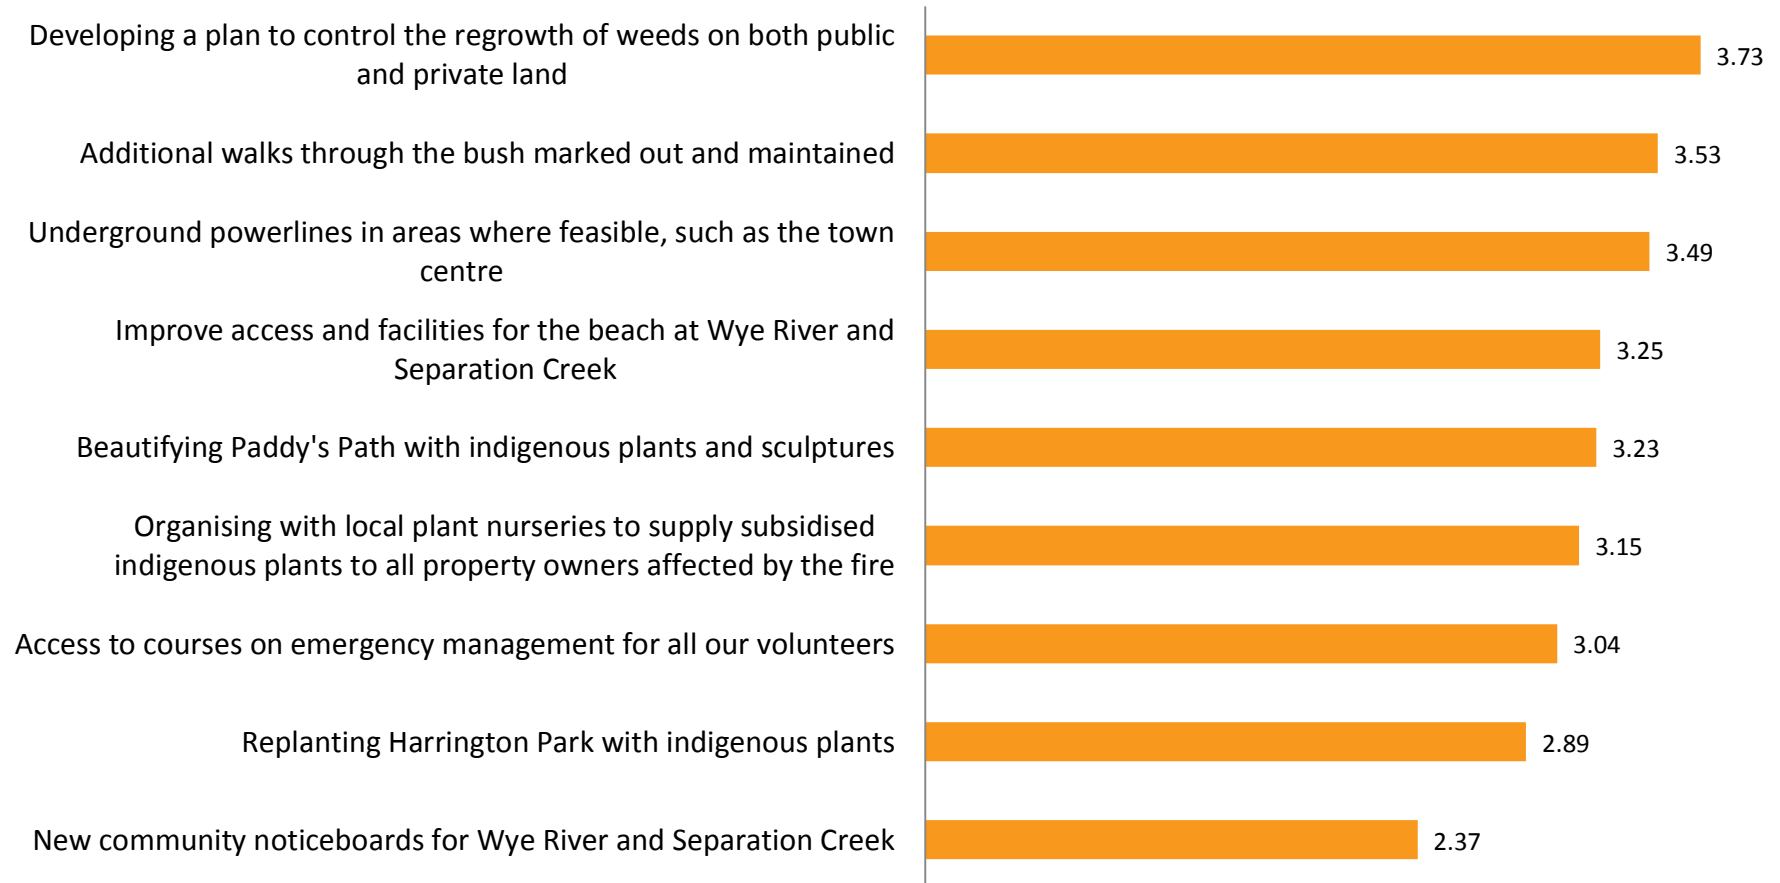 Developing a plan to control the regrowth of weeds on both public
and private land
3.73
Additional walks through the bush marked out and maintained
3.53
Underground powerlines in areas where feasible, such as the town
centre
3.49
Improve access and facilities for the beach at Wye River and
Separation Creek
3.25
Beautifying Paddy's Path with indigenous plants and sculptures
3.23
Organising with local plant nurseries to supply subsidised
indigenous plants to all property owners affected by the fire
3.15
Access to courses on emergency management for all our volunteers
3.04
Replanting Harrington Park with indigenous plants
2.89
New community noticeboards for Wye River and Separation Creek
2.37